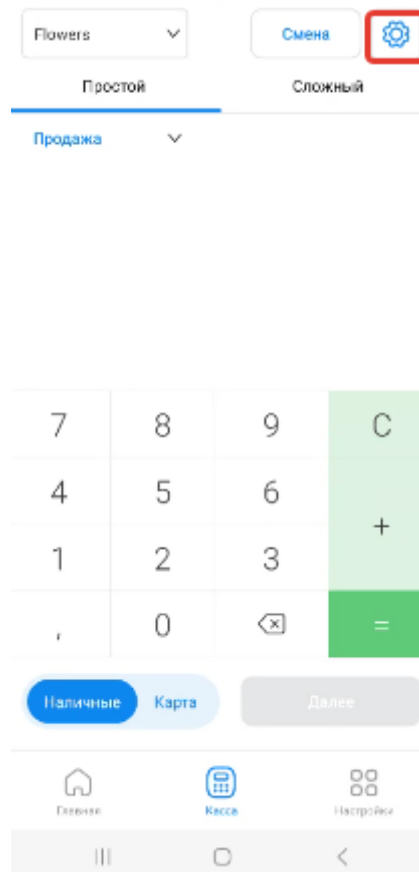 Flowers Смена
Простой Сложный
Продажа
7 8 9 C
4 5 6
+
1 2 3
, 0 =
Наличные Карта Далее
Главная Касса Настройки